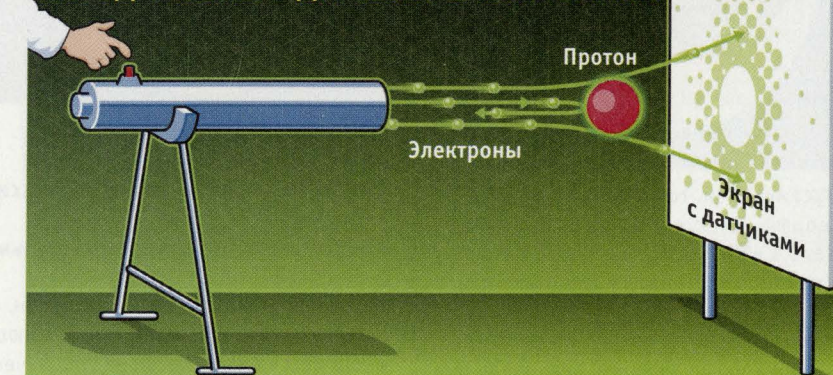 Протон
Электроны
Экран
с датчиками